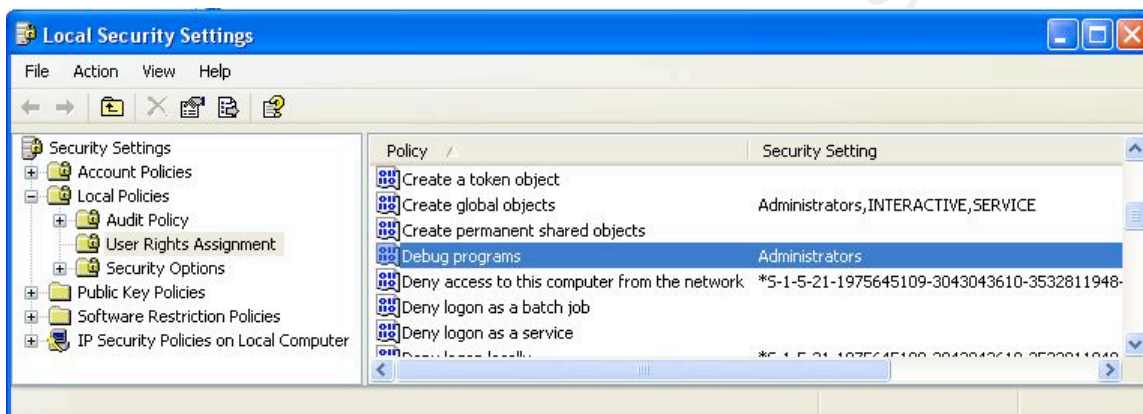 Local Security Settings
File Action View Help
Security Settings
Account Policies
Local Policies
Audit Policy
User Rights Assignment
Security Options
Public Key Policies
Software Restriction Policies
IP Security Policies on Local Computer
Policy Security Setting
Create a token object
Create global objects Administrators,INTERACTIVE,SERVICE
Create permanent shared objects
Debug programs Administrators
Deny access to this computer from the network *S-1-5-21-1975645109-3043043610-3532811948-
Deny logon as a batch job
Deny logon as a service